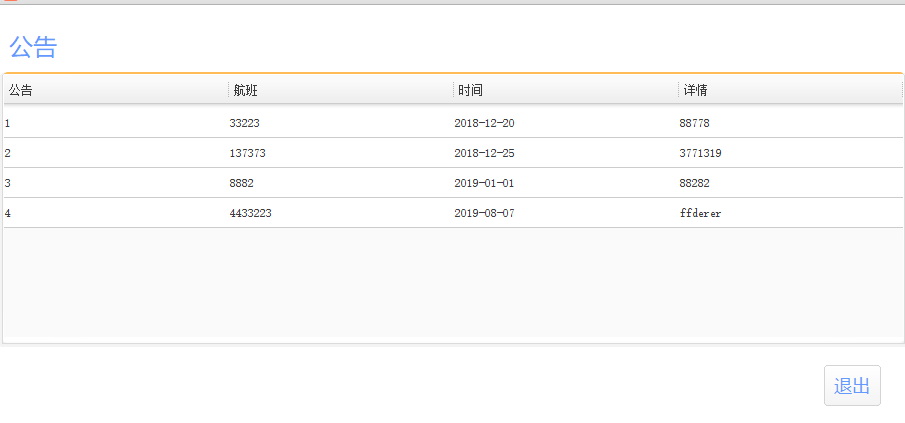 公告
公告 航班 时间 详情
1 33223 2018-12-20 88778
2 137373 2018-12-25 3771319
3 8882 2019-01-01 88282
4 4433223 2019-08-07 ffderer
退出